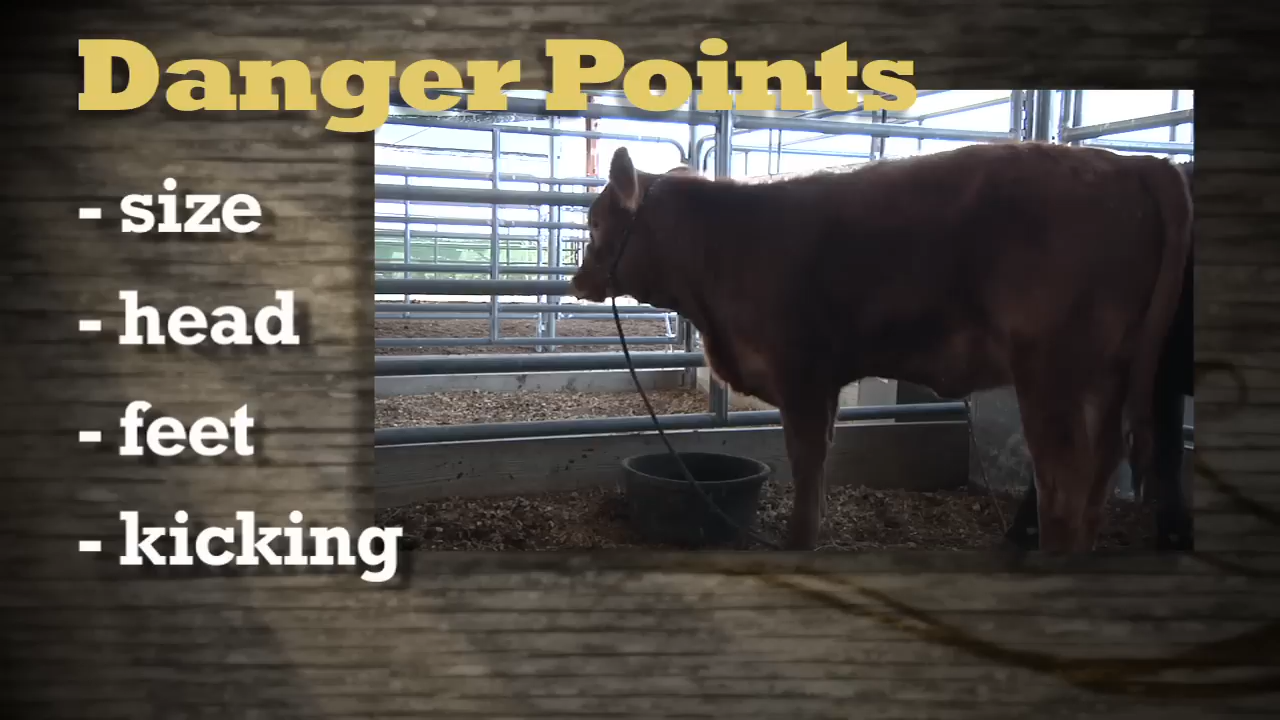 Danger Points
- size
- head
- feet
- kicking